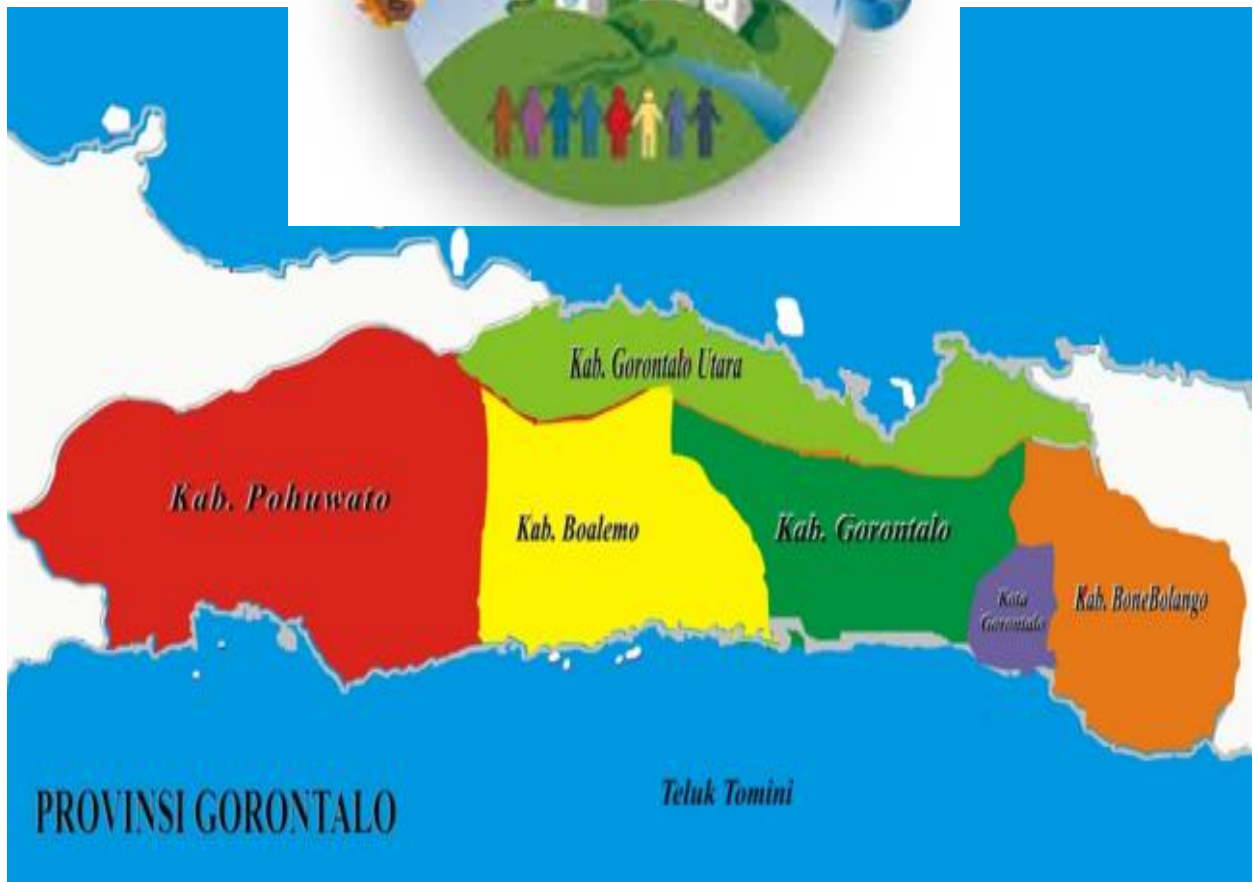 Kab. Gorontalo Utara
Kab. Pohuwato
Kab. Boalemo
Kab. Gorontalo
Kota
Gorontalo
Kab. BoneBolango
Teluk Tomini
PROVINSI GORONTALO